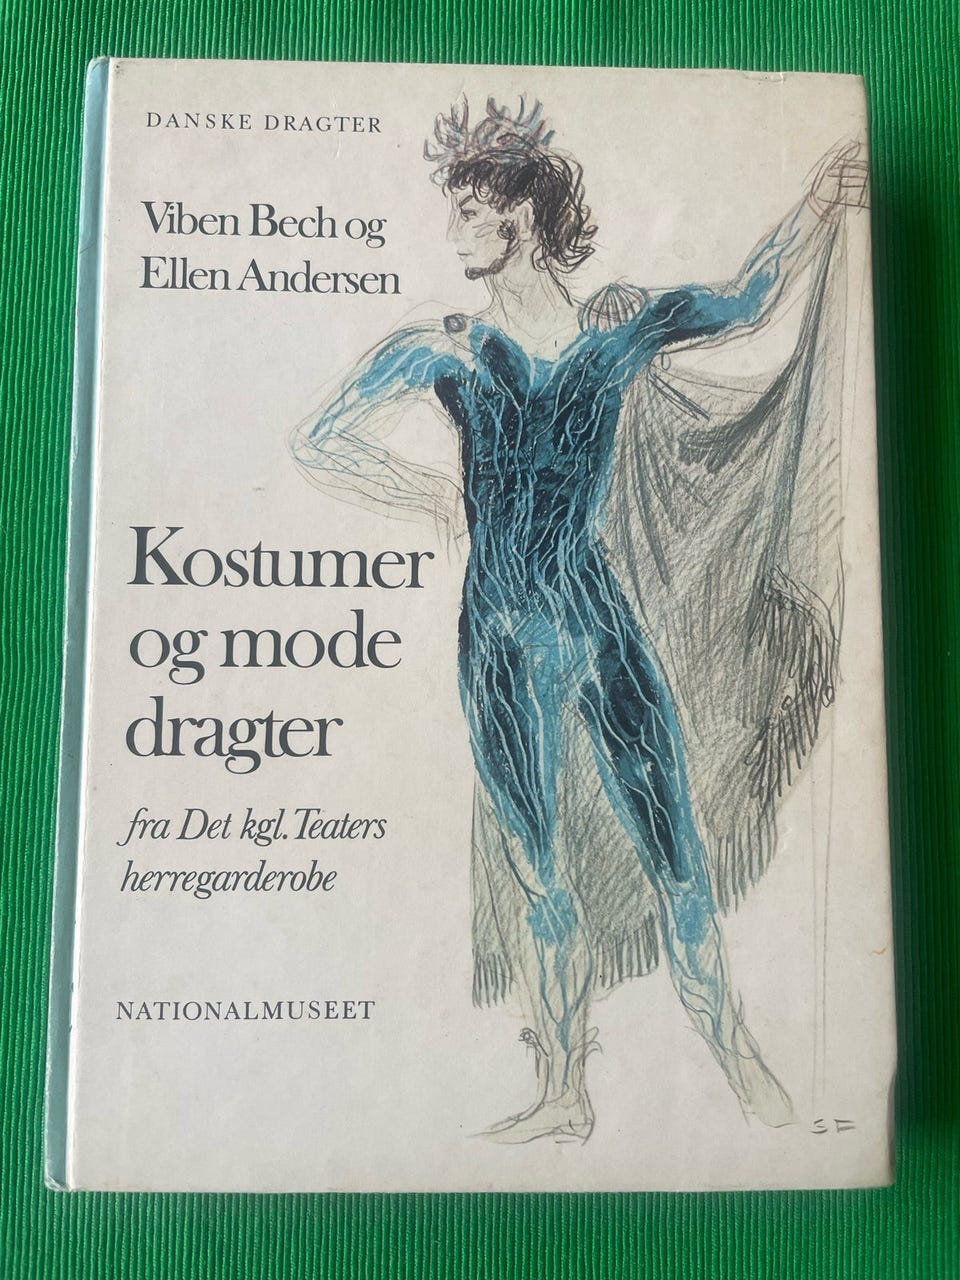 DANSKE DRAGTER
Viben Bech og
Ellen Andersen
Kostumer
og mode
dragter
fra Det kgl. Teaters
herregarderobe
NATIONALMUSEET
SF